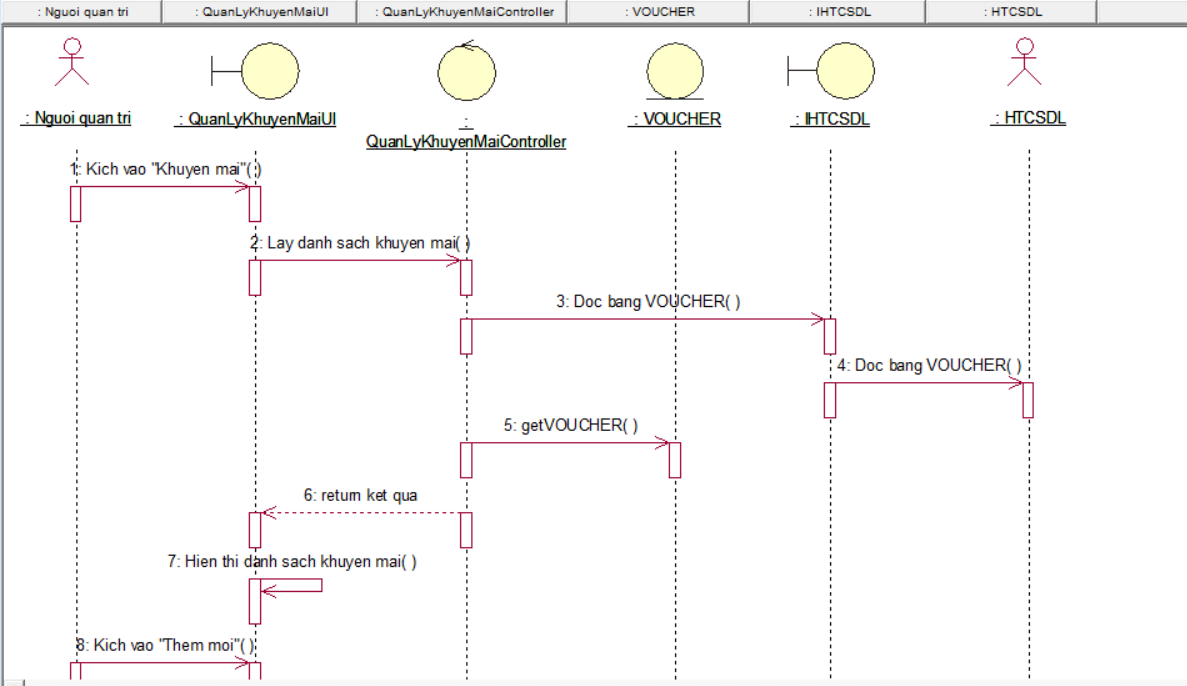 : Nguoi quan tri
: QuanLyKhuyenMaiUI
: QuanLyKhuyenMaiController
: VOUCHER
: IHTCSDL
: HTCSDL
: Nguoi quan tri
: QuanLyKhuyenMaiUI
:
QuanLyKhuyenMaiController
: VOUCHER
: IHTCSDL
: HTCSDL
1: Kich vao "Khuyen mai"( )
2: Lay danh sach khuyen mai( )
3: Doc bang VOUCHER( )
4: Doc bang VOUCHER( )
5: getVOUCHER( )
6: return ket qua
7: Hien thi danh sach khuyen mai( )
8: Kich vao "Them moi"( )